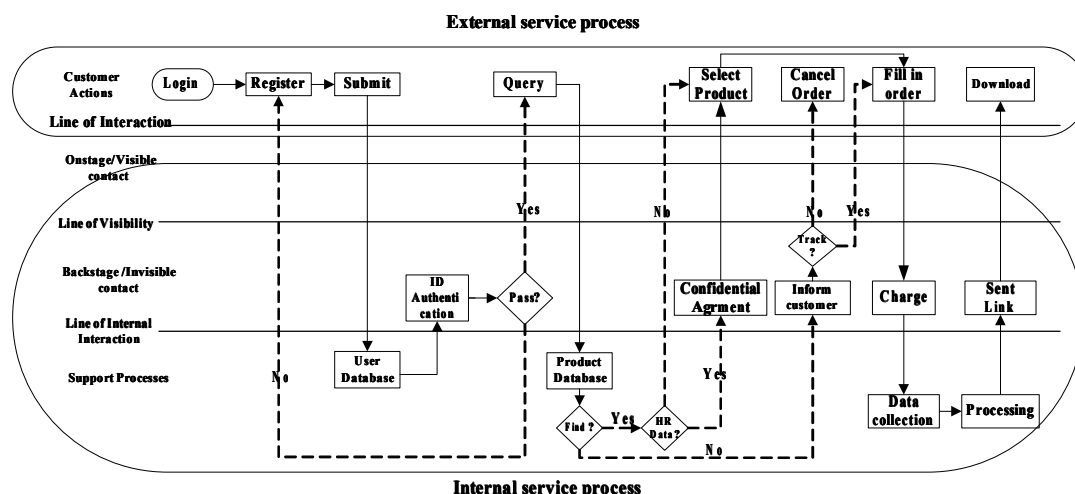 External service process
Customer
Actions
Login
Register
Submit
Query
Select
Product
Cancel
Order
Fill in
order
Download
Line of Interaction
Onstage/Visible
contact
Line of Visibility
Yes
No
No
Yes
Track
?
Backstage/Invisible
contact
ID
Authenti
cation
Pass?
Confidential
Agrment
Inform
customer
Charge
Sent
Link
Line of Internal
Interaction
Support Processes
No
User
Database
Product
Database
Yes
Find ?
Yes
HR
Data?
No
Data
collection
Processing
Internal service process